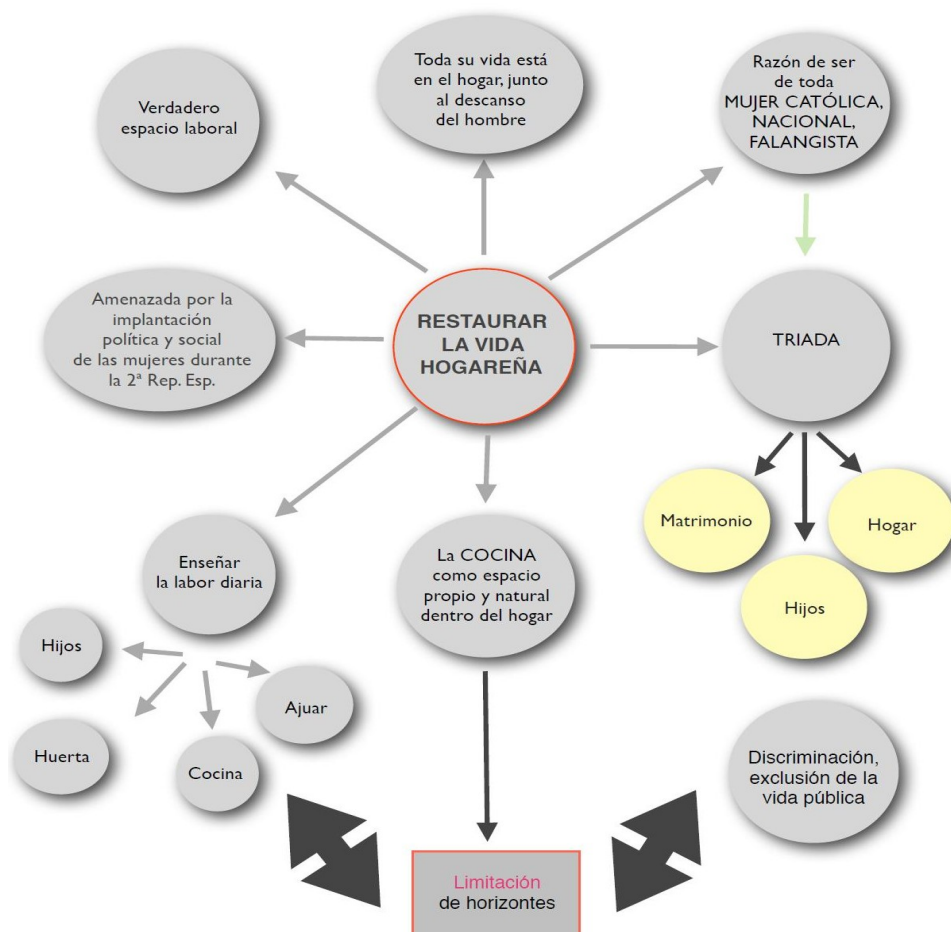 Verdadero
espacio laboral
Toda su vida está
en el hogar, junto
al descanso
del hombre
Razón de ser
de toda
MUJER CATÓLICA,
NACIONAL,
FALANGISTA
Amenazada por la
implantación
política y social
de las mujeres durante
la 2ª Rep. Esp.
RESTAURAR
LA VIDA
HOGAREÑA
TRIADA
Matrimonio
Hogar
Hijos
Enseñar
la labor diaria
La COCINA
como espacio
propio y natural
dentro del hogar
Hijos
Huerta
Cocina
Ajuar
Discriminación,
exclusión de la
vida pública
Limitación
de horizontes